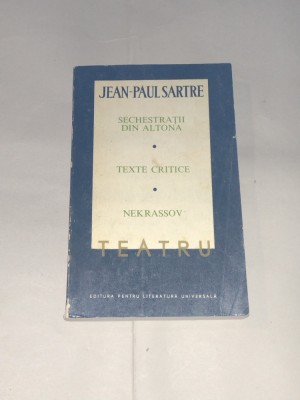 JEAN-PAUL SARTRE
SECHESTRAȚII
DIN ALTONA
TEXTE CRITICE
NEKRASSOV
TEATRU
EDITURA PENTRU LITERATURA UNIVERSALĂ